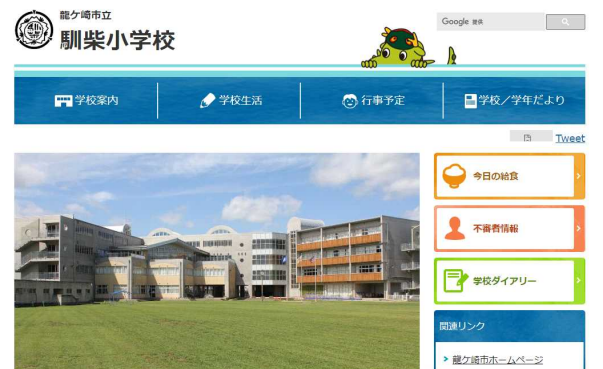 龍ケ崎市立
馴柴小学校
Google 提供
学校案内
学校生活
行事予定
学校／学年だより
Tweet
今日の給食
不審者情報
学校ダイアリー
関連リンク
龍ケ崎市ホームページ